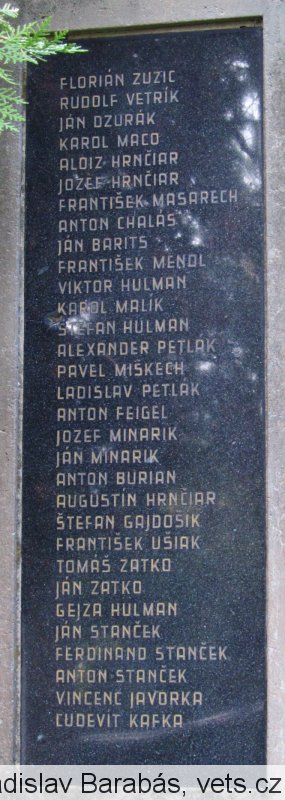 FLORIÁN ZUZIC
RUDOLF VETRÍK
JÁN DZURÁK
KAROL MACO
ALOIZ HRNČIAR
JOZEF HRNČIAR
FRANTIŠEK MASARECH
ANTON CHALÁS
JÁN BARITS
FRANTIŠEK MENDL
VIKTOR HULMAN
KAROL MALÍK
ŠTEFAN HULMAN
ALEXANDER PETLÁK
PAVEL MIŠKECH
LADISLAV PETLÁK
ANTON FEIGEL
JOZEF MINARIK
JÁN MINARIK
ANTON BURIAN
AUGUSTÍN HRNČIAR
ŠTEFAN GAJDOŠIK
FRANTIŠEK UŠIAK
TOMÁŠ ZATKO
JÁN ZATKO
GEJZA HULMAN
JÁN STANČEK
FERDINAND STANČEK
ANTON STANČEK
VINCENC JAVORKA
ĽUDEVIT KAFKA
adislav Barabás, vets.cz